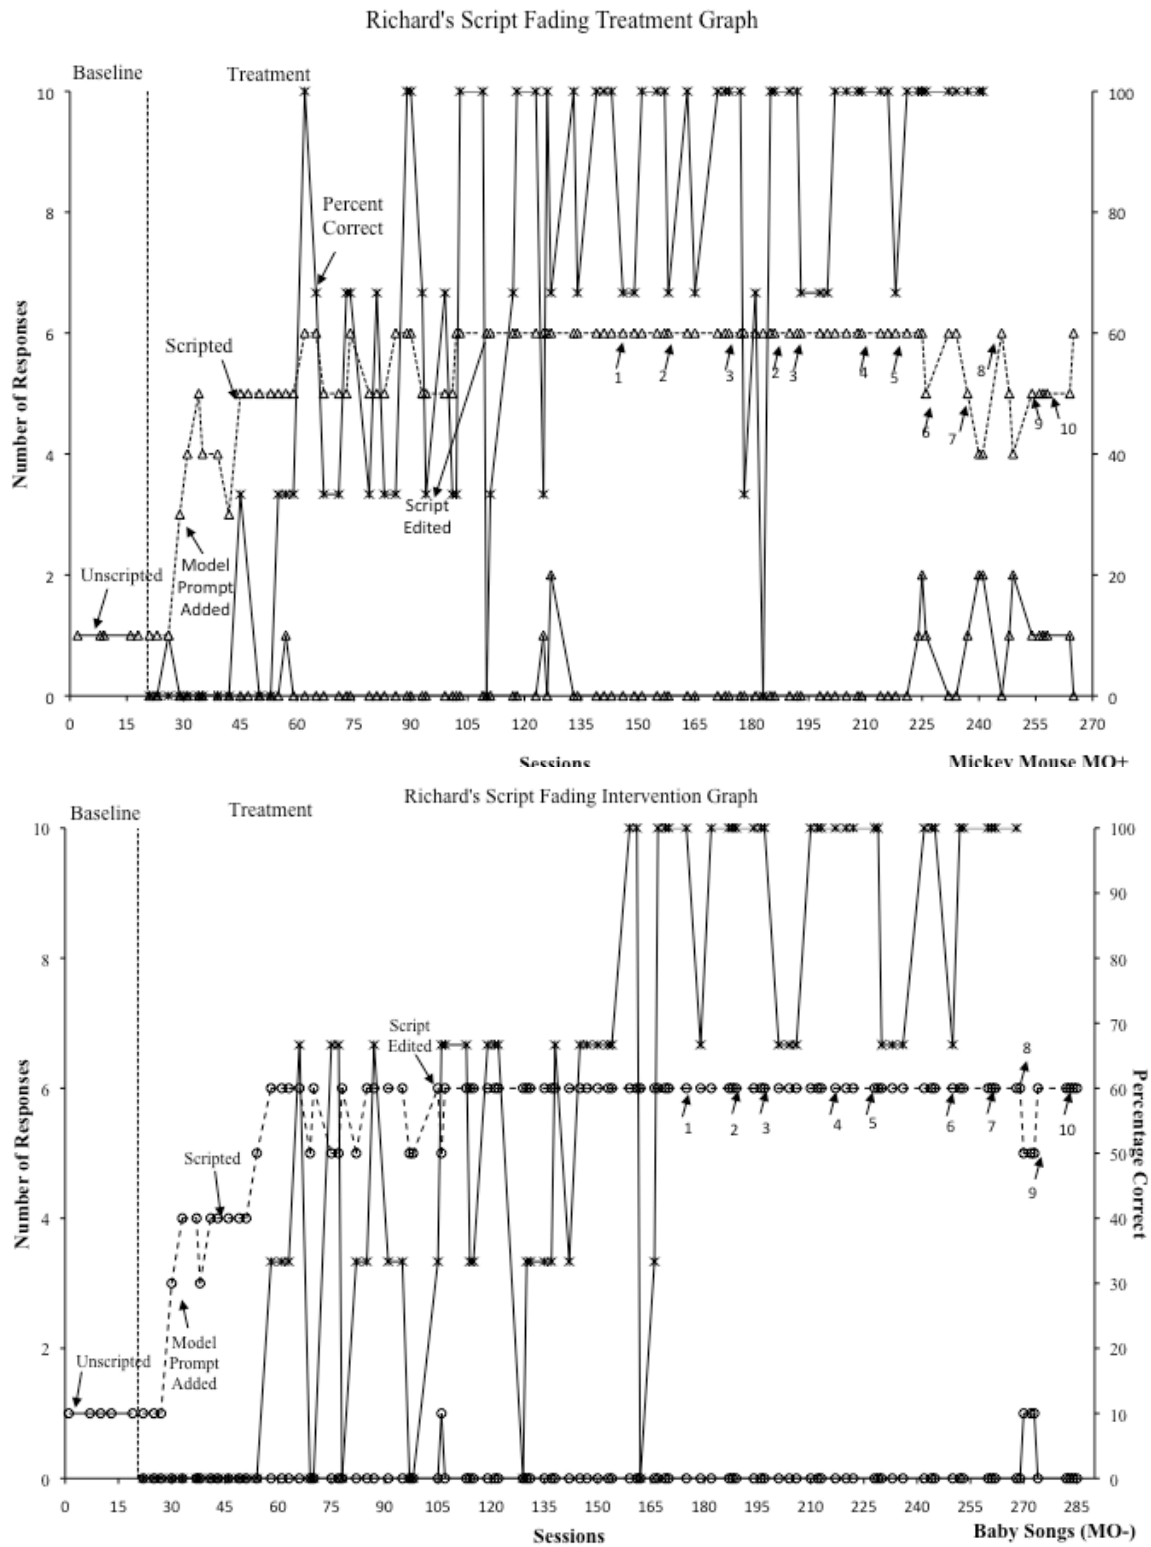 Richard's Script Fading Treatment Graph
Baseline
Treatment
10
100
Percent
Correct
8
80
Scripted
6
60
1
2
3
2
3
4
5
8
6
7
9
10
Number of Responses
4
40
Script
Edited
Model
Prompt
Added
Unscripted
2
20
0
0
0 15 30 45 60 75 90 105 120 135 150 165 180 195 210 225 240 255 270
Sessions
Mickey Mouse MO+
Richard's Script Fading Intervention Graph
Baseline
Treatment
10
100
90
8
80
70
Script
Edited
8
6
60
1
2
3
4
5
6
7
10
Number of Responses
Percentage Correct
50
Scripted
9
4
40
30
Model
Prompt
Added
2
20
Unscripted
10
0
0
0 15 30 45 60 75 90 105 120 135 150 165 180 195 210 225 240 255 270 285
Sessions
Baby Songs (MO-)